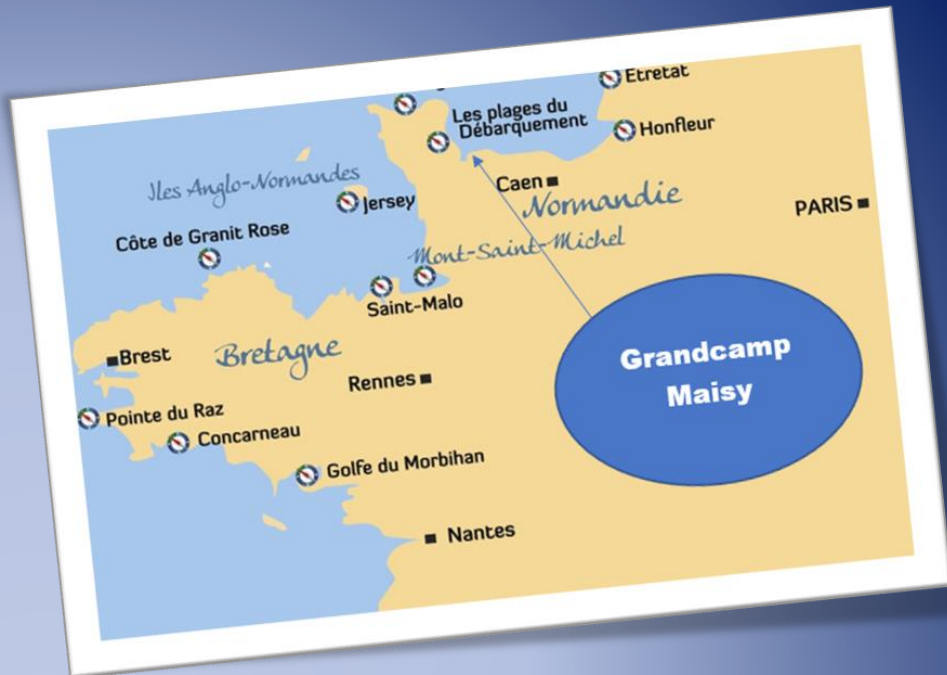 Etretat
Les plages du
Débarquement
Honfleur
Iles Anglo-Normandes
Jersey
Caen
Normandie
PARIS
Côte de Granit Rose
Mont-Saint-Michel
Saint-Malo
Brest
Bretagne
Rennes
Grandcamp
Maisy
Pointe du Raz
Concarneau
Golfe du Morbihan
Nantes